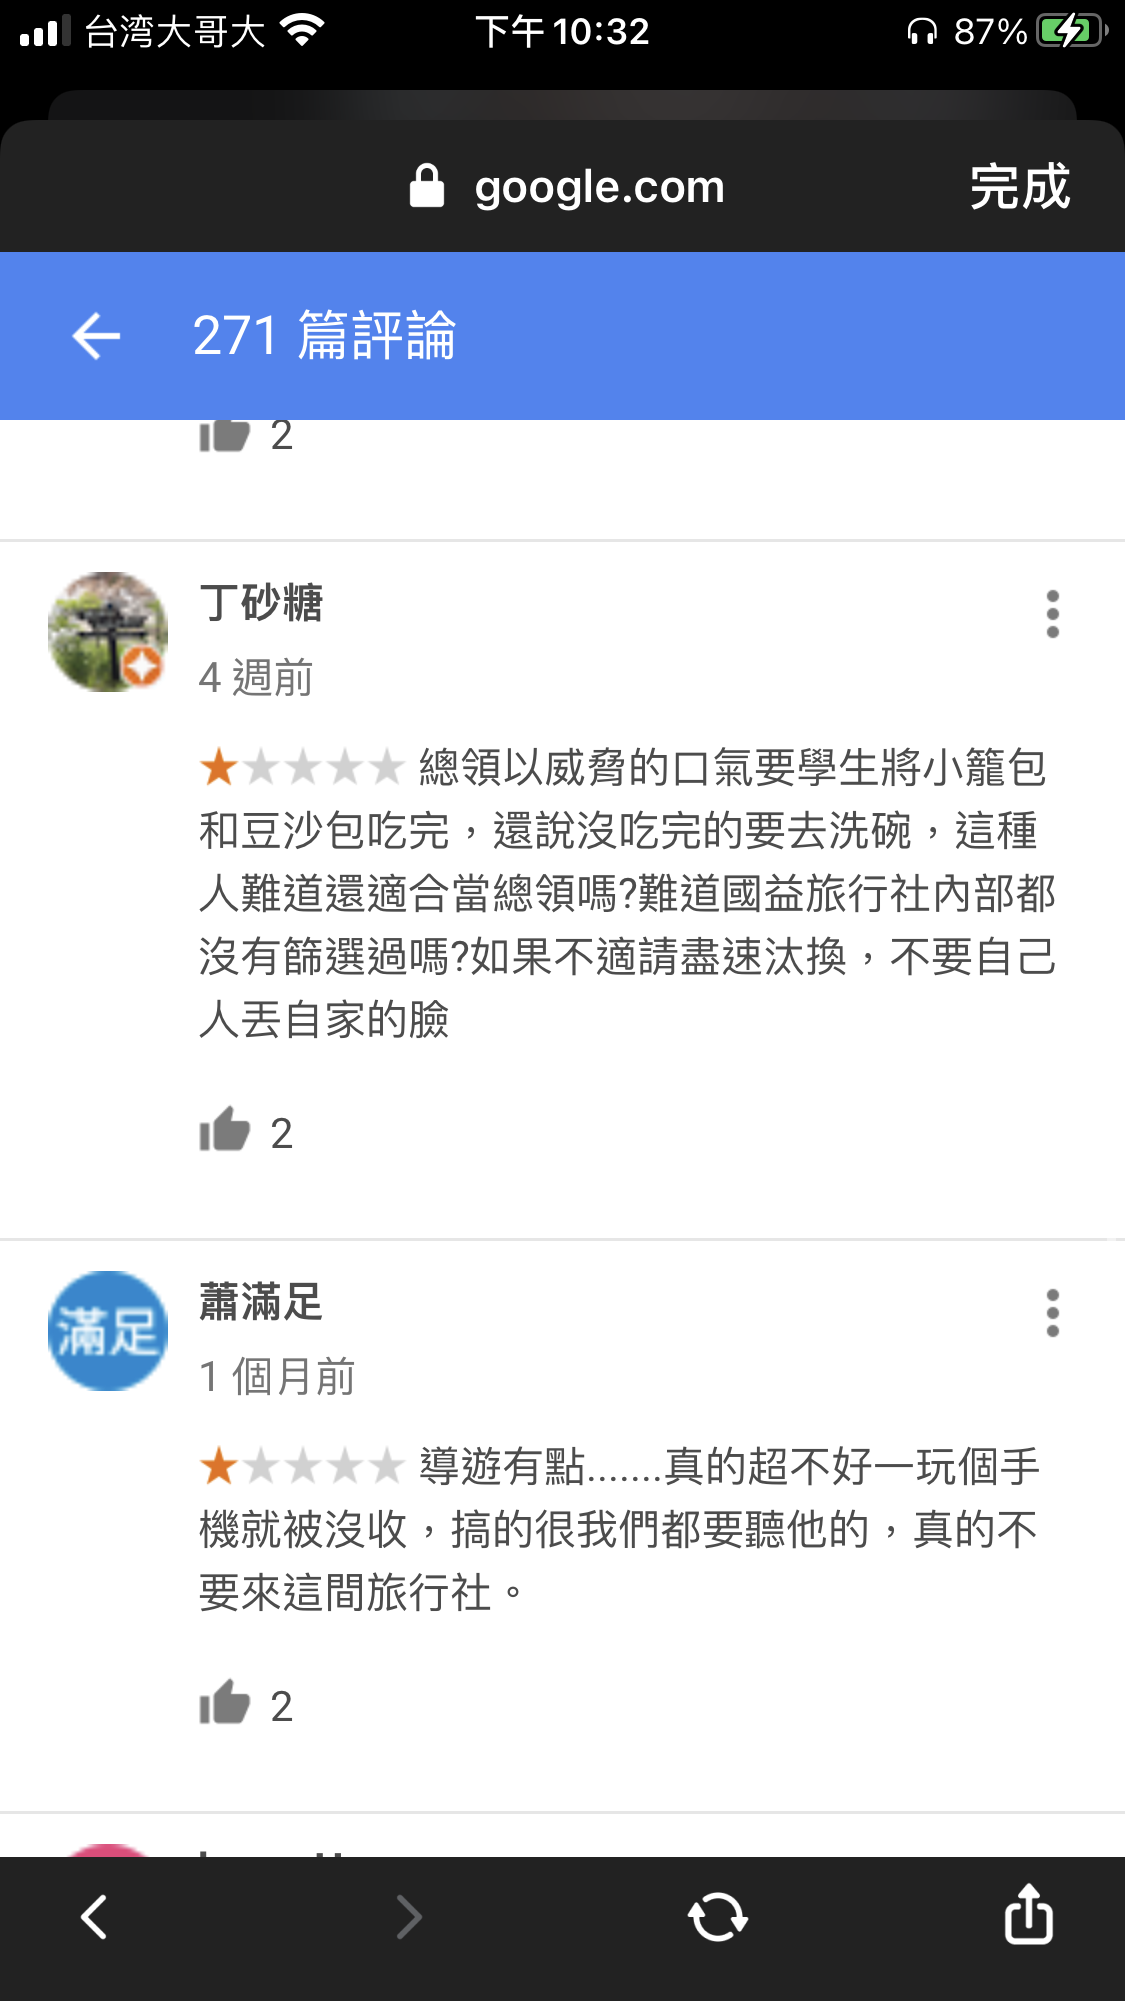 台湾大哥大 下午10:32 87%
google.com 完成
271 篇評論
2
丁砂糖
4 週前
總領以威脅的口氣要學生將小籠包
和豆沙包吃完，還說沒吃完的要去洗碗，這種
人難道還適合當總領嗎?難道國益旅行社內部都
沒有篩選過嗎?如果不適請盡速汰換，不要自己
人丟自家的臉
2
滿足
蕭滿足
1 個月前
導遊有點.......真的超不好一玩個手
機就被沒收，搞的很我們都要聽他的，真的不
要來這間旅行社。
2